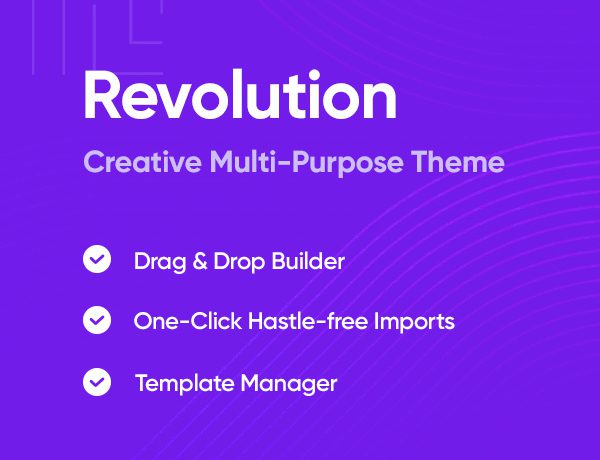 Revolution
Creative Multi-Purpose Theme
Drag & Drop Builder
One-Click Hastle-free Imports
Template Manager